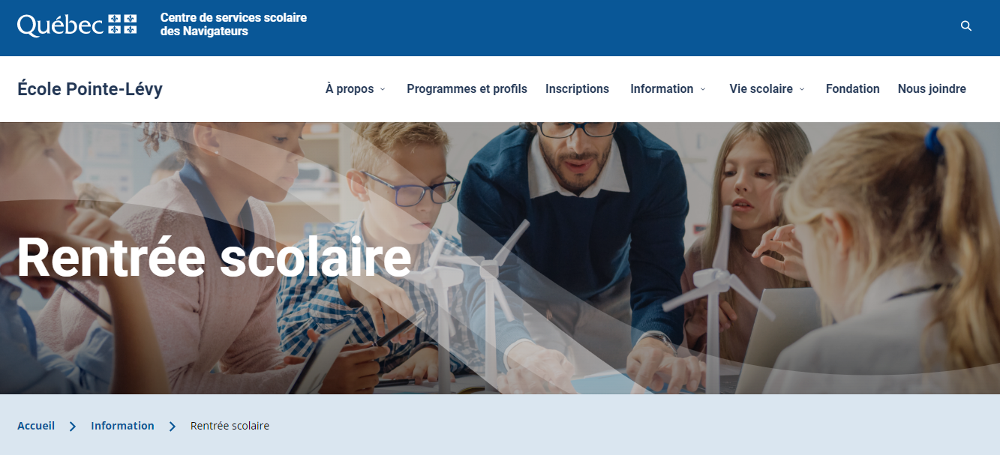 Québec
Centre de services scolaire
des Navigateurs
École Pointe-Lévy
À propos
Programmes et profils
Inscriptions
Information
Vie scolaire
Fondation
Nous joindre
Rentrée scolaire
Accueil
Information
Rentrée scolaire